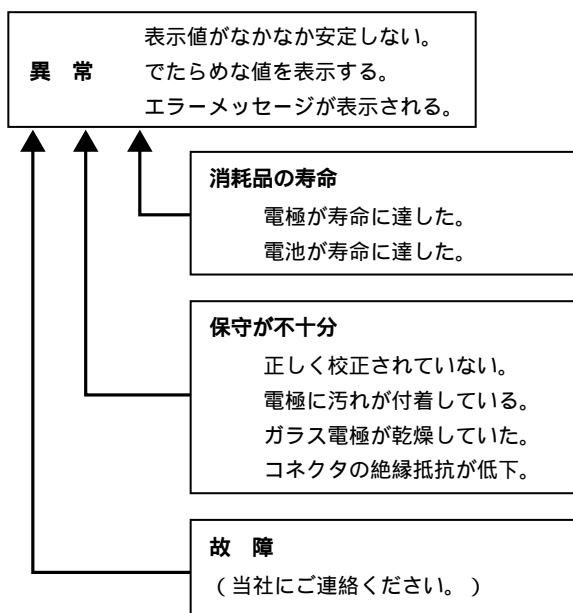 表示値がなかなか安定しない。
異　常　でたらめな値を表示する。
エラーメッセージが表示される。
消耗品の寿命
電極が寿命に達した。
電池が寿命に達した。
保守が不十分
正しく校正されていない。
電極に汚れが付着している。
ガラス電極が乾燥していた。
コネクタの絶縁抵抗が低下。
故　障
（当社にご連絡ください。）